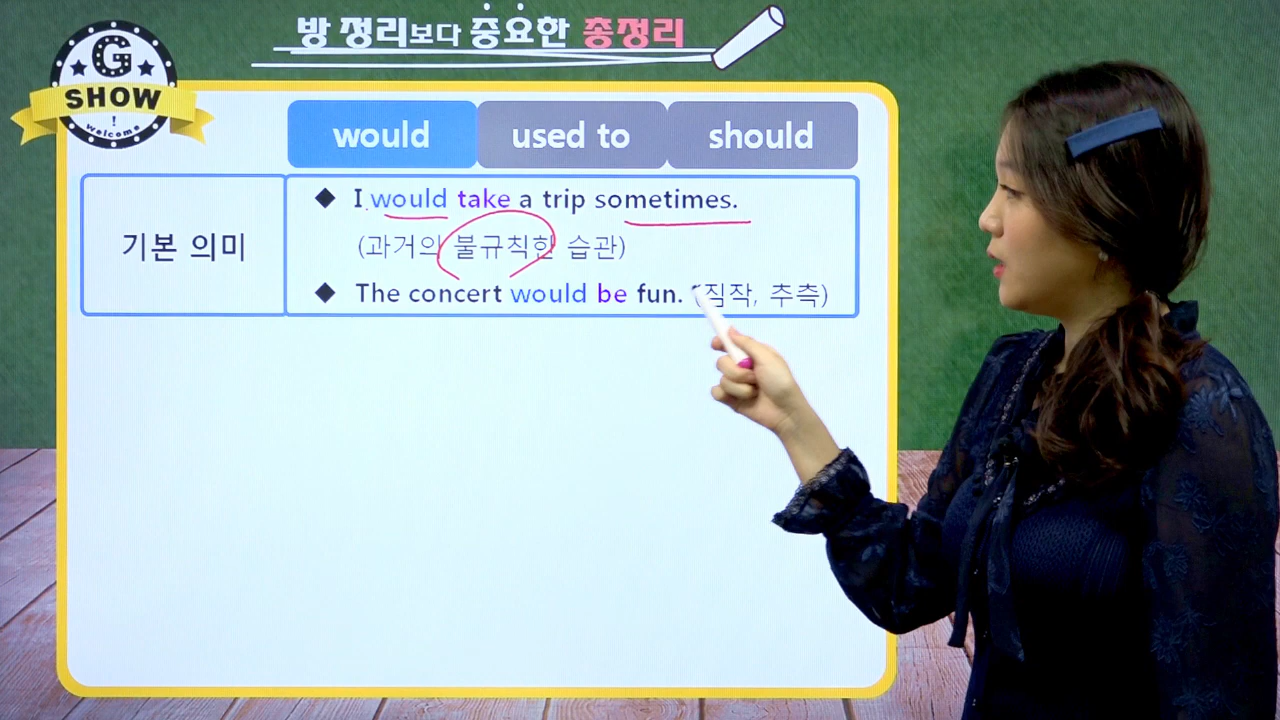 방 정리보다 중요한 총정리
G
SHOW
!
welcome
would used to should
기본 의미
◆ I would take a trip sometimes.
(과거의 불규칙한 습관)
◆ The concert would be fun. (짐작, 추측)